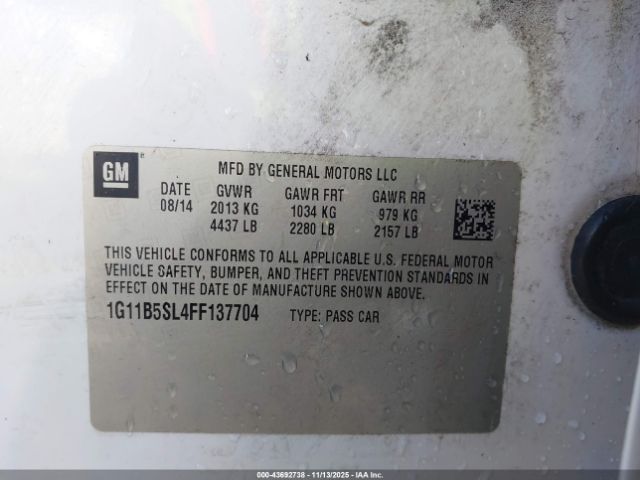 GM
MFD BY GENERAL MOTORS LLC
DATE GVWR GAWR FRT GAWR RR
08/14 2013 KG 1034 KG 979 KG
4437 LB 2280 LB 2157 LB
THIS VEHICLE CONFORMS TO ALL APPLICABLE U.S. FEDERAL MOTOR
VEHICLE SAFETY, BUMPER, AND THEFT PREVENTION STANDARDS IN
EFFECT ON THE DATE OF MANUFACTURE SHOWN ABOVE.
1G11B5SL4FF137704 TYPE: PASS CAR
000-43692738 - 11/13/2025 - IAAI.COM